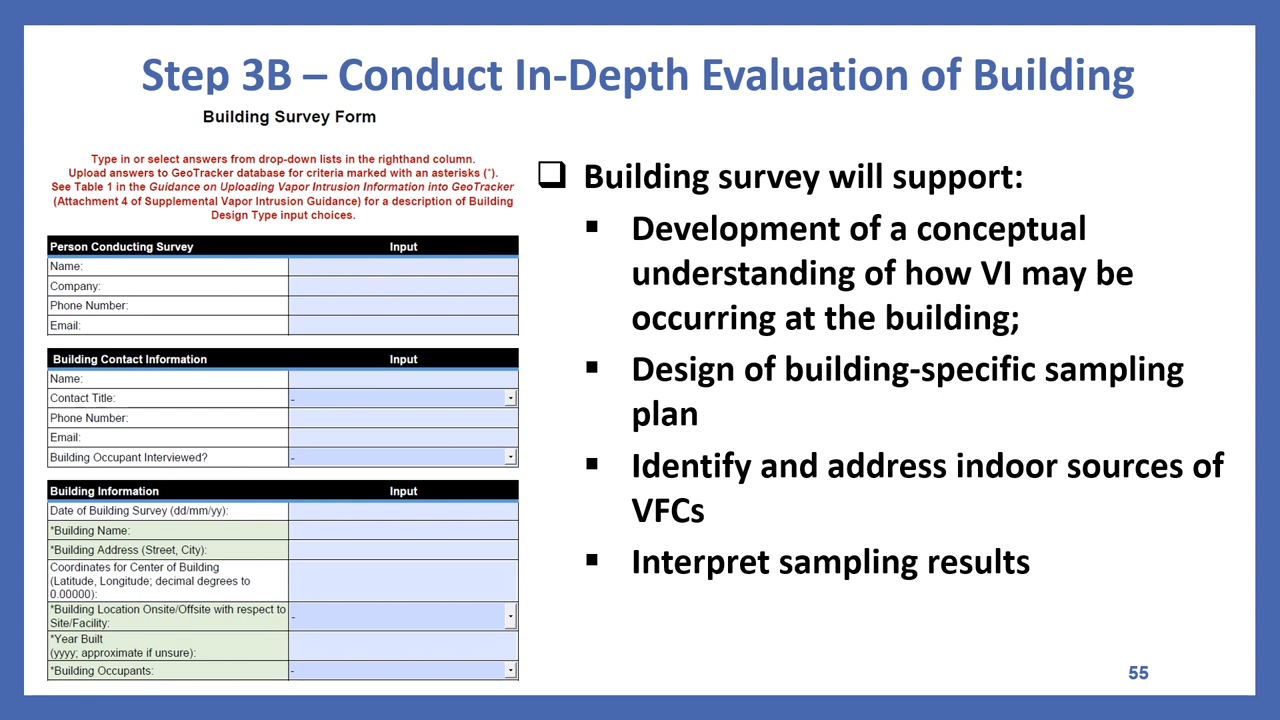 Step 3B – Conduct In-Depth Evaluation of Building
Building Survey Form
Type in or select answers from drop-down lists in the righthand column.
Upload answers to GeoTracker database for criteria marked with an asterisks (*).
See Table 1 in the Guidance on Uploading Vapor Intrusion Information into GeoTracker
(Attachment 4 of Supplemental Vapor Intrusion Guidance) for a description of Building
Design Type input choices.
Person Conducting Survey Input
Name:
Company:
Phone Number:
Email:
Building Contact Information Input
Name:
Contact Title: -
Phone Number:
Email:
Building Occupant Interviewed? -
Building Information Input
Date of Building Survey (dd/mm/yy):
*Building Name:
*Building Address (Street, City):
Coordinates for Center of Building
(Latitude, Longitude; decimal degrees to
0.00000):
*Building Location Onsite/Offsite with respect to
Site/Facility: -
*Year Built
(yyyy; approximate if unsure):
*Building Occupants: -
Building survey will support:
Development of a conceptual
understanding of how VI may be
occurring at the building;
Design of building-specific sampling
plan
Identify and address indoor sources of
VFCs
Interpret sampling results
55